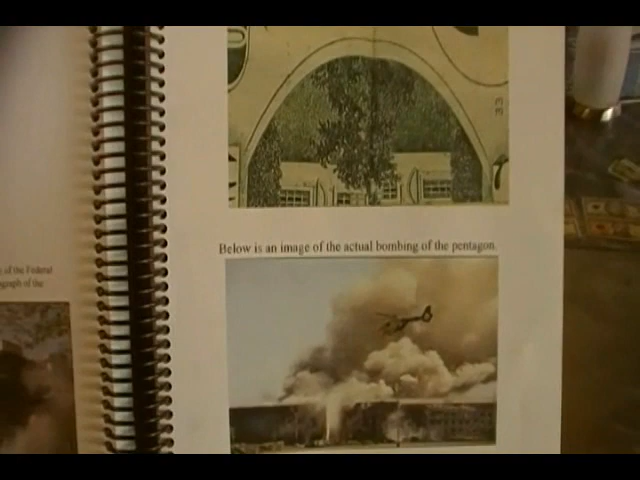 33
Below is an image of the actual bombing of the pentagon.
of the Federal
graph of the